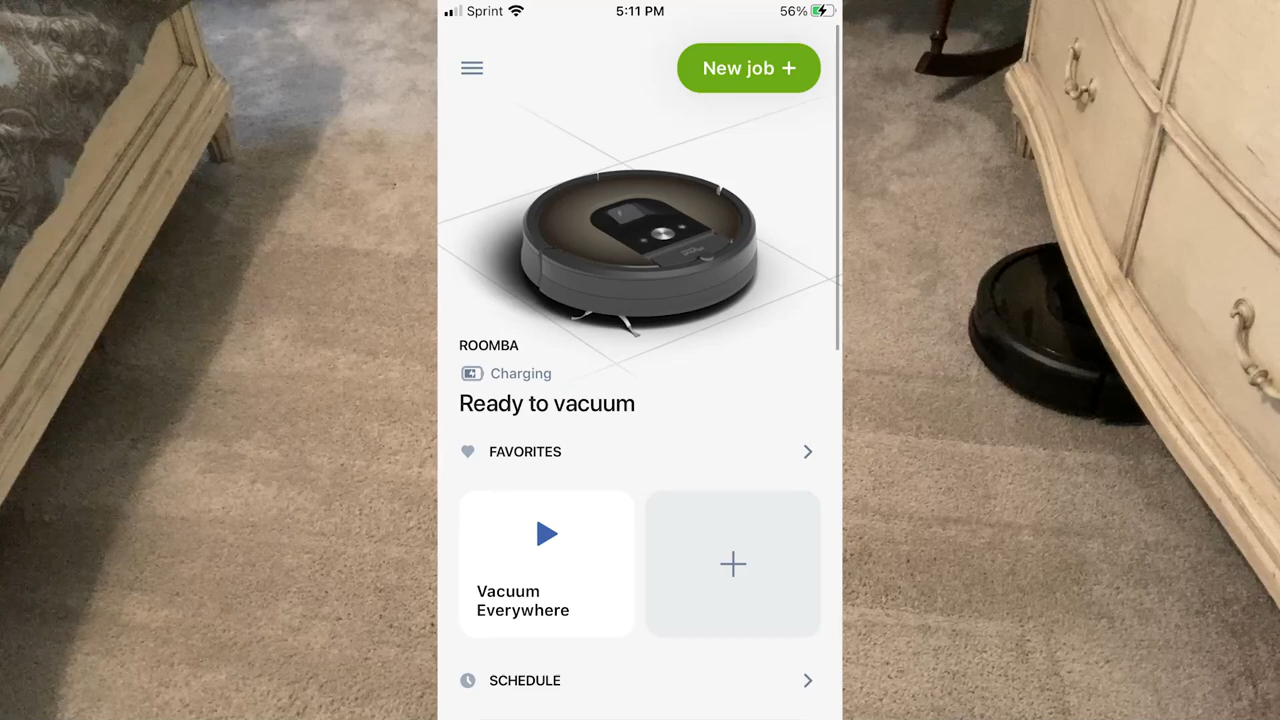 Sprint
5:11 PM
56%
New job +
ROOMBA
Charging
Ready to vacuum
FAVORITES
Vacuum
Everywhere
SCHEDULE